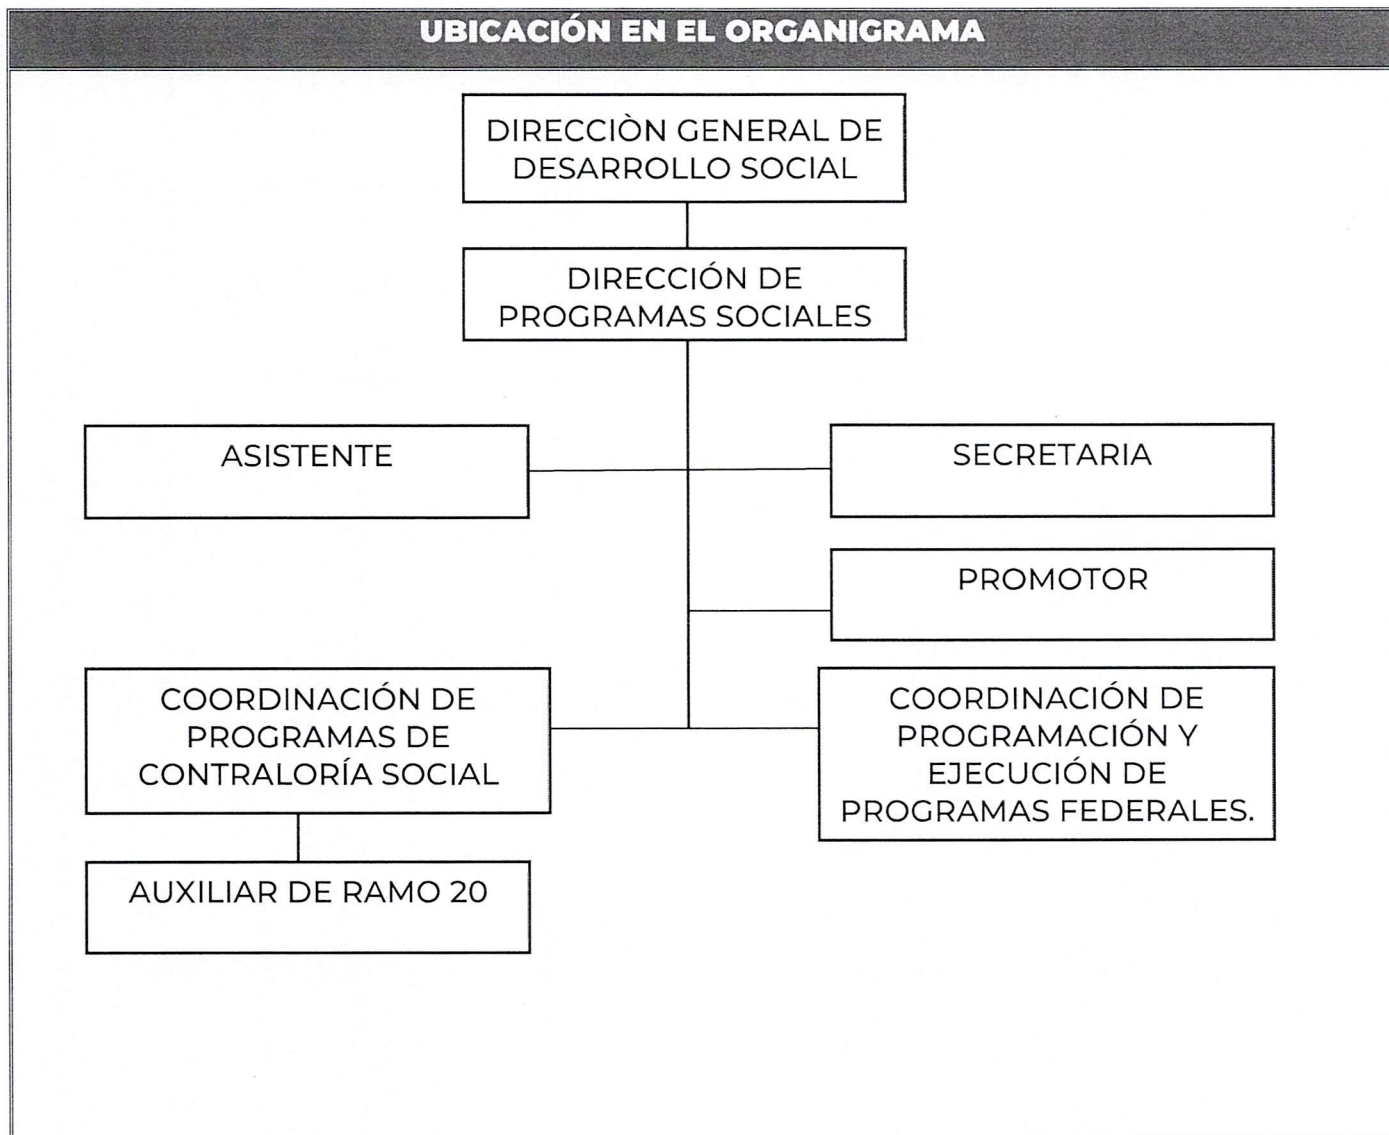 UBICACIÓN EN EL ORGANIGRAMA
DIRECCIÒN GENERAL DE
DESARROLLO SOCIAL
DIRECCIÓN DE
PROGRAMAS SOCIALES
ASISTENTE
SECRETARIA
PROMOTOR
COORDINACIÓN DE
PROGRAMAS DE
CONTRALORÍA SOCIAL
COORDINACIÓN DE
PROGRAMACIÓN Y
EJECUCIÓN DE
PROGRAMAS FEDERALES.
AUXILIAR DE RAMO 20